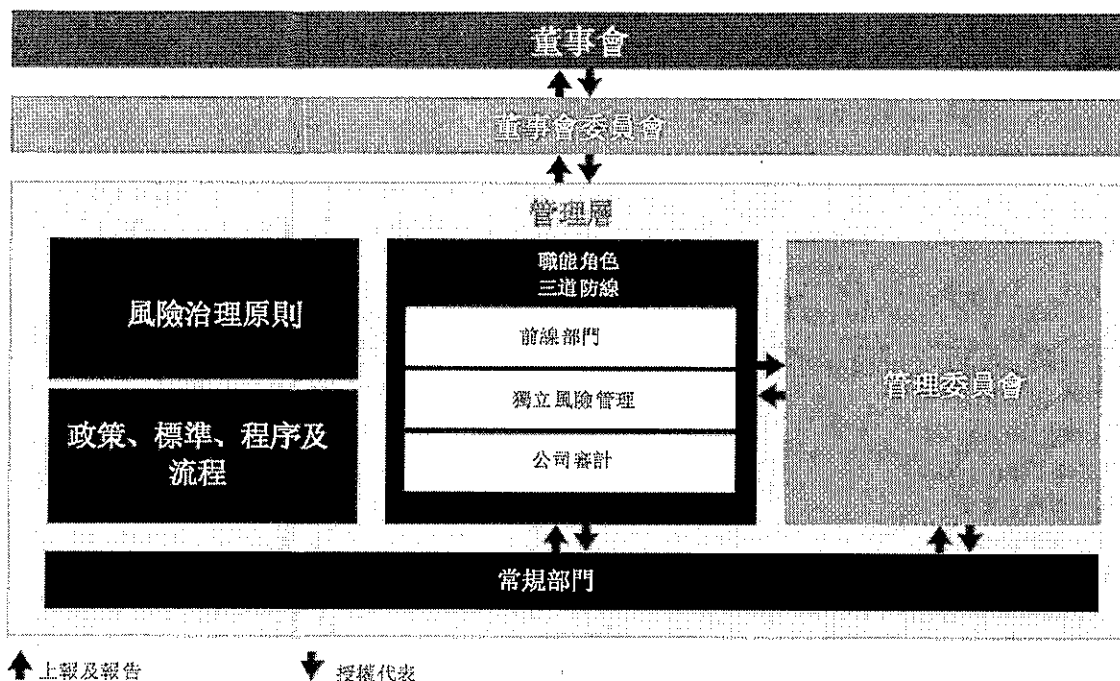 董事會
董事會委員會
管理層
風險治理原則
政策、標準、程序及
流程
職能角色
三道防線
前線部門
獨立風險管理
公司審計
管理委員會
常規部門
上報及報告
授權代表